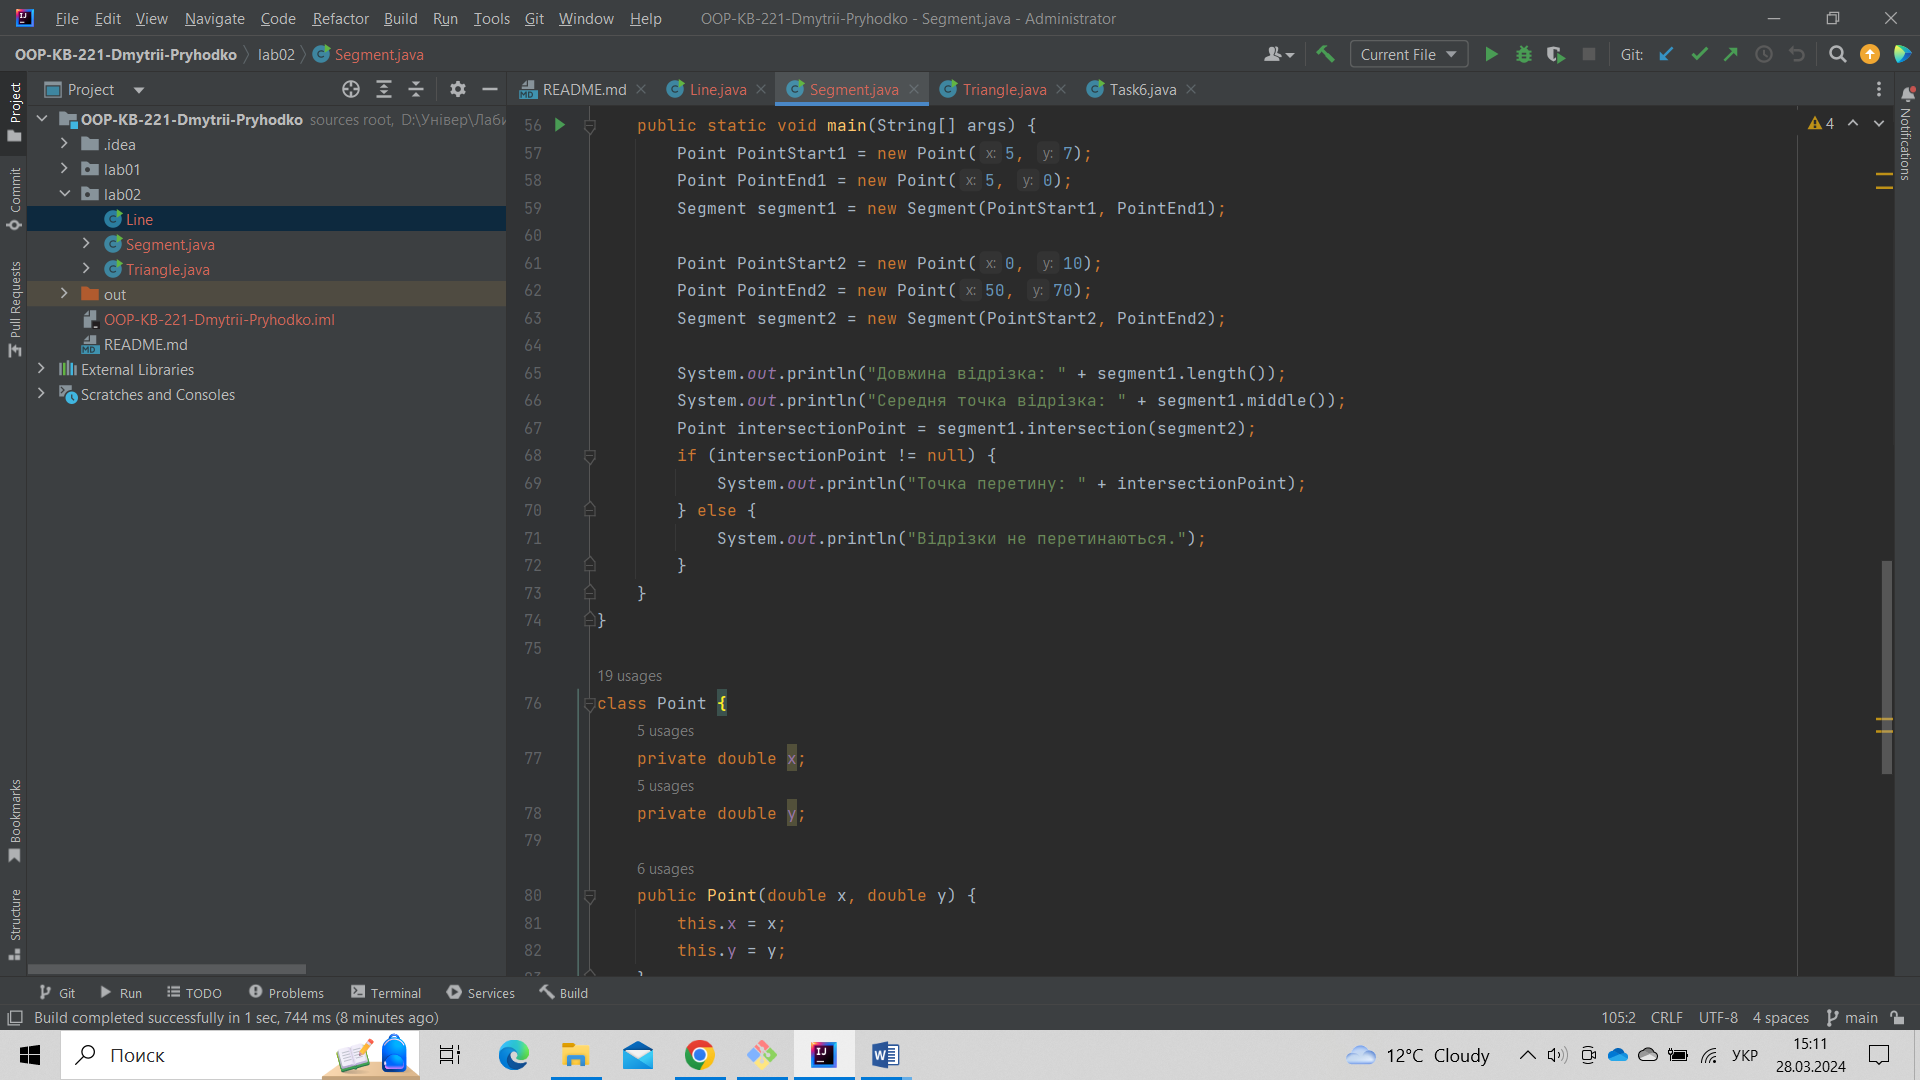 File Edit View Navigate Code Refactor Build Run Tools Git Window Help OOP-KB-221-Dmytrii-Pryhodko - Segment.java - Administrator
OOP-KB-221-Dmytrii-Pryhodko lab02 Segment.java Current File Git:
Project
README.md Line.java Segment.java Triangle.java Task6.java
OOP-KB-221-Dmytrii-Pryhodko sources root, D:\Універ\Лаби
.idea
lab01
lab02
Line
Segment.java
Triangle.java
out
OOP-KB-221-Dmytrii-Pryhodko.iml
README.md
External Libraries
Scratches and Consoles
Project
Commit
Pull Requests
Bookmarks
Structure
56 public static void main(String[] args) {
57 Point PointStart1 = new Point( x: 5, y: 7);
58 Point PointEnd1 = new Point( x: 5, y: 0);
59 Segment segment1 = new Segment(PointStart1, PointEnd1);
60
61 Point PointStart2 = new Point( x: 0, y: 10);
62 Point PointEnd2 = new Point( x: 50, y: 70);
63 Segment segment2 = new Segment(PointStart2, PointEnd2);
64
65 System.out.println("Довжина відрізка: " + segment1.length());
66 System.out.println("Середня точка відрізка: " + segment1.middle());
67 Point intersectionPoint = segment1.intersection(segment2);
68 if (intersectionPoint != null) {
69 System.out.println("Точка перетину: " + intersectionPoint);
70 } else {
71 System.out.println("Відрізки не перетинаються.");
72 }
73 }
74 }
75
19 usages
76 class Point {
5 usages
77 private double x;
5 usages
78 private double y;
79
6 usages
80 public Point(double x, double y) {
81 this.x = x;
82 this.y = y;
4
Notifications
Git Run TODO Problems Terminal Services Build
Build completed successfully in 1 sec, 744 ms (8 minutes ago) 105:2 CRLF UTF-8 4 spaces main
Поиск 12°C Cloudy УКР 15:11
28.03.2024